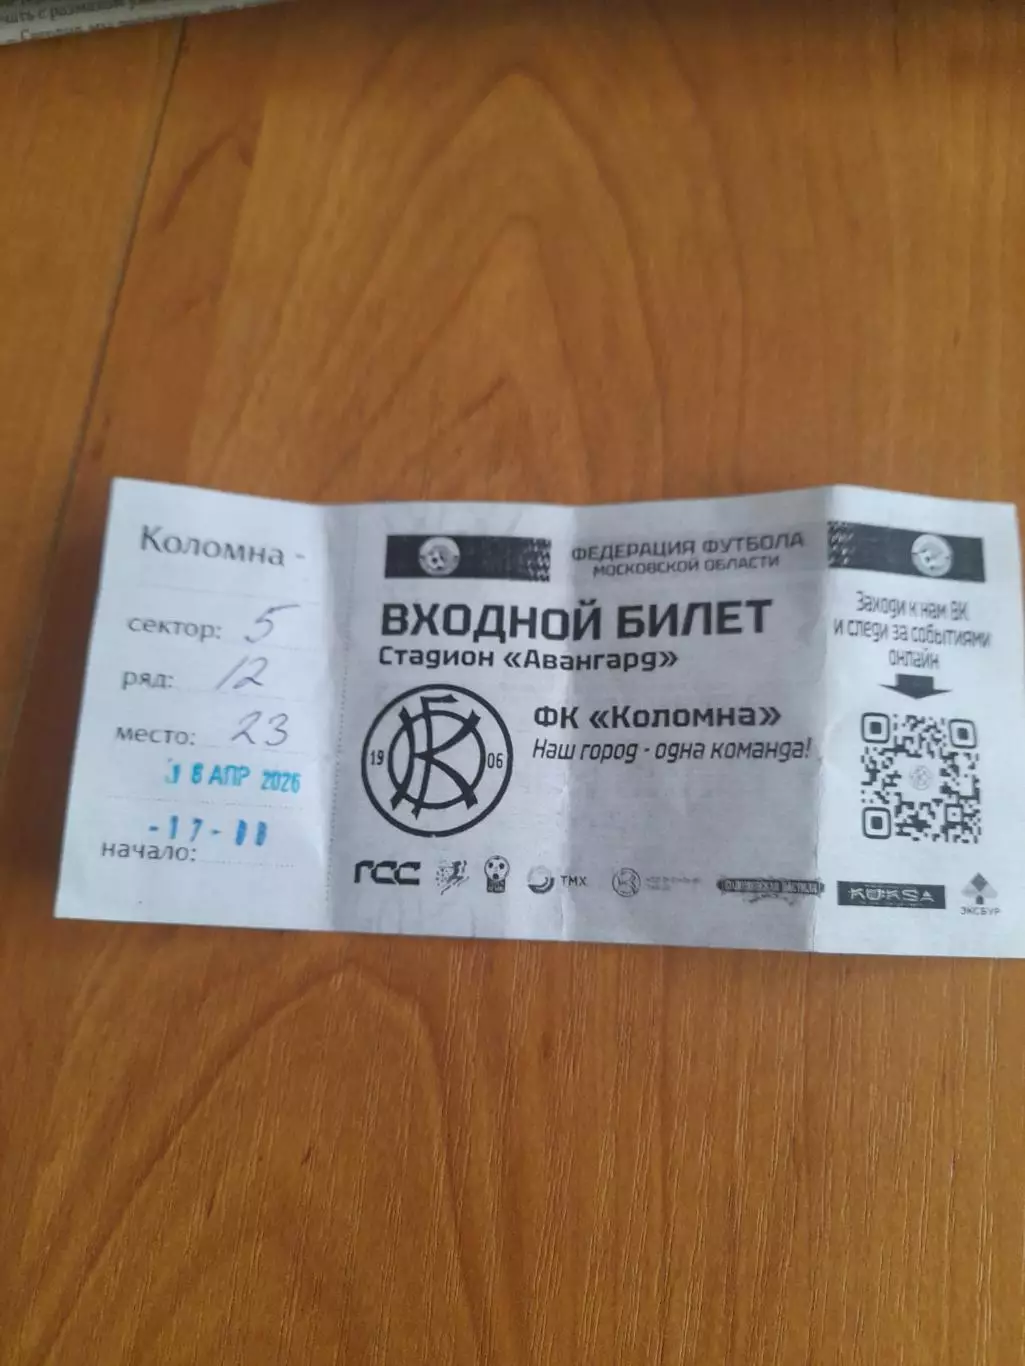 Коломна -
сектор: 5
ряд: 12
место: 23
18 АПР 2026
-17-00
начало:
ФЕДЕРАЦИЯ ФУТБОЛА
МОСКОВСКОЙ ОБЛАСТИ
ВХОДНОЙ БИЛЕТ
Стадион «Авангард»
19 06
ФК «Коломна»
Наш город - одна команда!
ГСС
ТМХ
Заходи к нам ВК
и следи за событиями
онлайн
KOKSA
ЭКСБУР